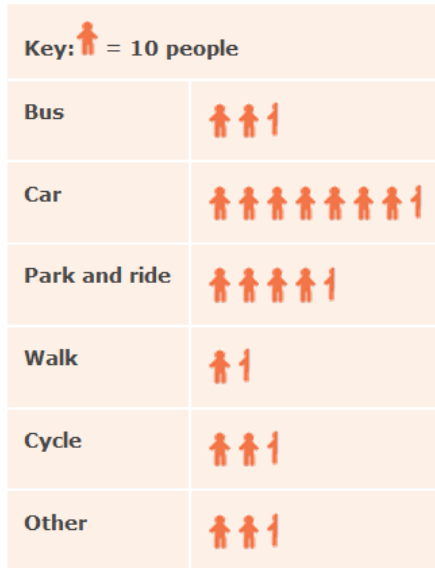 Key: = 10 people
Bus
Car
Park and ride
Walk
Cycle
Other